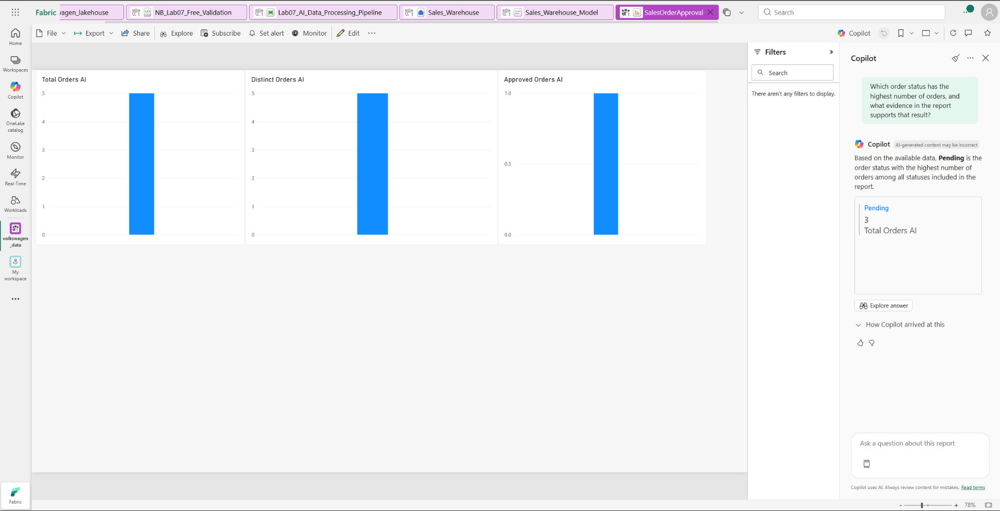 Fabric
vagen_lakehouse
NB_Lab07_Free_Validation
Lab07_AI_Data_Processing_Pipeline
Sales_Warehouse
Sales_Warehouse_Model
SalesOrderApproval
Search
File
Export
Share
Explore
Subscribe
Set alert
Monitor
Edit
Copilot
Home
Workspaces
Copilot
OneLake
catalog
Monitor
Real-Time
Workloads
volkswagen
_data
My
workspace
Fabric
Total Orders AI
5
4
3
2
1
0
Distinct Orders AI
5
4
3
2
1
0
Approved Orders AI
1.0
0.5
0.0
Filters
Search
There aren't any filters to display.
Copilot
Which order status has the
highest number of orders, and
what evidence in the report
supports that result?
Copilot AI-generated content may be incorrect
Based on the available data, Pending is the
order status with the highest number of
orders among all statuses included in the
report.
Pending
3
Total Orders AI
Explore answer
How Copilot arrived at this
Ask a question about this report
Copilot uses AI. Always review content for mistakes. Read terms
- + 78%